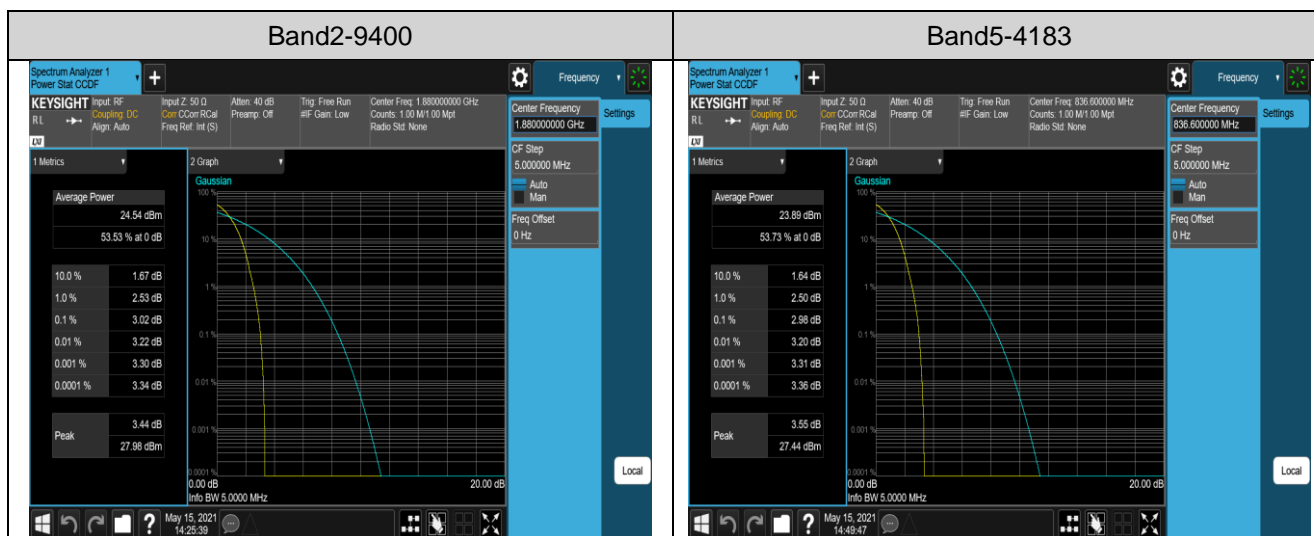 Band2-9400
Band5-4183
Spectrum Analyzer 1
Power Stat CCDF
Frequency
KEYSIGHT
RL
LXI
Input: RF
Coupling: DC
Align: Auto
Input Z: 50 Ω
Corr CCorr RCal
Freq Ref: Int (S)
Atten: 40 dB
Preamp: Off
Trig: Free Run
#IF Gain: Low
Center Freq: 1.880000000 GHz
Counts: 1.00 M/1.00 Mpt
Radio Std: None
Center Frequency
1.880000000 GHz
Settings
CF Step
5.000000 MHz
Auto
Man
Freq Offset
0 Hz
1 Metrics
2 Graph
Average Power
24.54 dBm
53.53 % at 0 dB
10.0 % 1.67 dB
1.0 % 2.53 dB
0.1 % 3.02 dB
0.01 % 3.22 dB
0.001 % 3.30 dB
0.0001 % 3.34 dB
Peak
3.44 dB
27.98 dBm
Gaussian
100 %
10 %
1 %
0.1 %
0.01 %
0.001 %
0.0001 %
0.00 dB
20.00 dB
Info BW 5.0000 MHz
Local
?
May 15, 2021
14:25:39
Spectrum Analyzer 1
Power Stat CCDF
Frequency
KEYSIGHT
RL
LXI
Input: RF
Coupling: DC
Align: Auto
Input Z: 50 Ω
Corr CCorr RCal
Freq Ref: Int (S)
Atten: 40 dB
Preamp: Off
Trig: Free Run
#IF Gain: Low
Center Freq: 836.600000 MHz
Counts: 1.00 M/1.00 Mpt
Radio Std: None
Center Frequency
836.600000 MHz
Settings
CF Step
5.000000 MHz
Auto
Man
Freq Offset
0 Hz
1 Metrics
2 Graph
Average Power
23.89 dBm
53.73 % at 0 dB
10.0 % 1.64 dB
1.0 % 2.50 dB
0.1 % 2.98 dB
0.01 % 3.20 dB
0.001 % 3.31 dB
0.0001 % 3.36 dB
Peak
3.55 dB
27.44 dBm
Gaussian
100 %
10 %
1 %
0.1 %
0.01 %
0.001 %
0.0001 %
0.00 dB
20.00 dB
Info BW 5.0000 MHz
Local
?
May 15, 2021
14:49:47